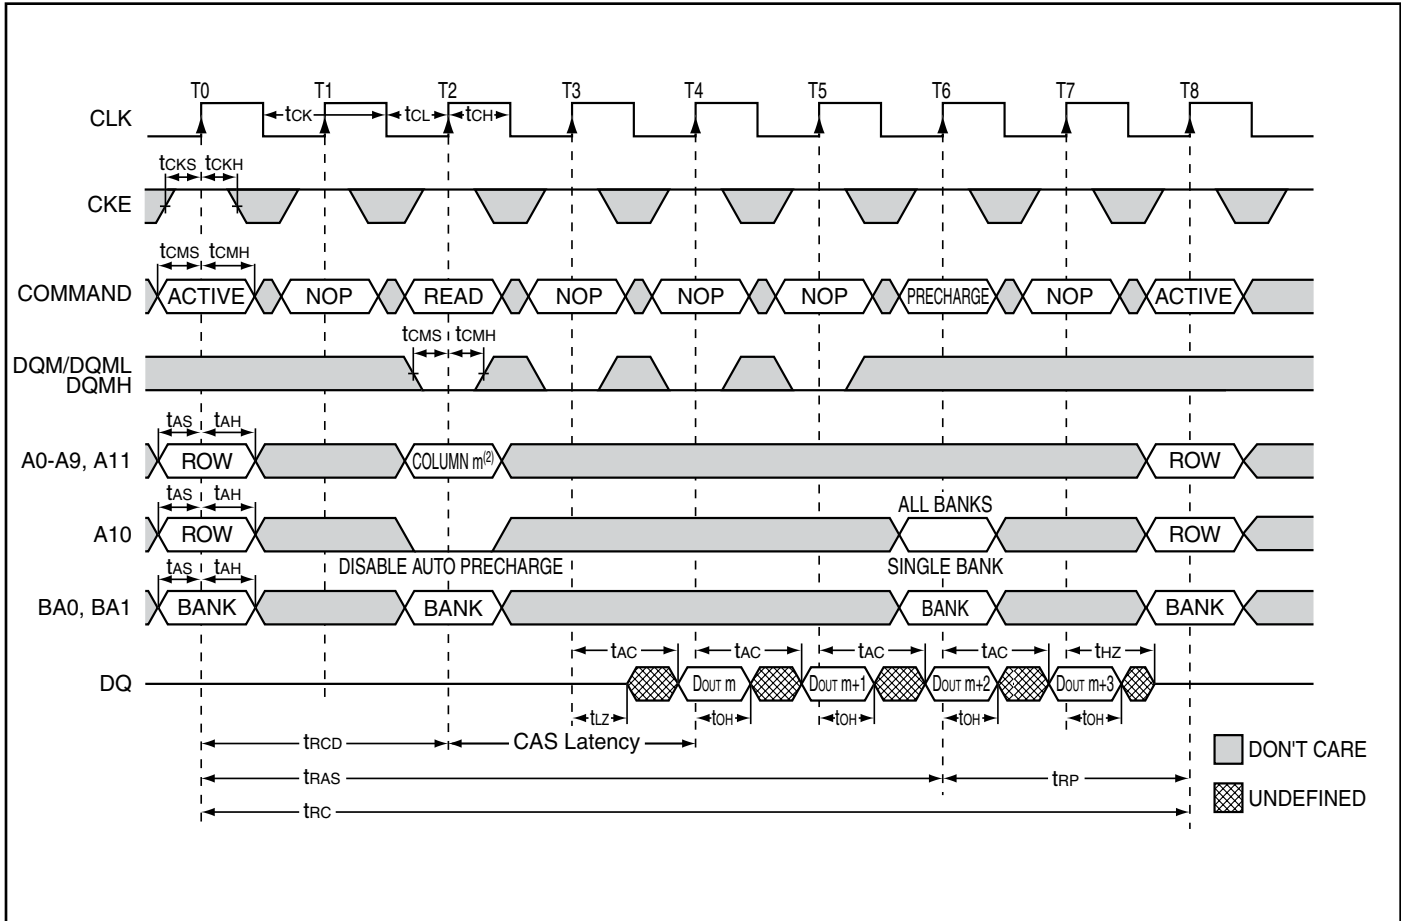 T0 T1 T2 T3 T4 T5 T6 T7 T8
CLK
tCK tCL tCH
tCKS tCKH
CKE
tCMS tCMH
COMMAND
ACTIVE NOP READ NOP NOP NOP PRECHARGE NOP ACTIVE
tCMS tCMH
DQM/DQML
DQMH
tAS tAH
A0-A9, A11
ROW COLUMN m(2) ROW
tAS tAH
ALL BANKS
A10
ROW ROW
DISABLE AUTO PRECHARGE SINGLE BANK
tAS tAH
BA0, BA1
BANK BANK BANK BANK
tAC tAC tAC tAC tHZ
DQ
DOUT m DOUT m+1 DOUT m+2 DOUT m+3
tLZ tOH tOH tOH tOH
tRCD CAS Latency
DON'T CARE
tRAS tRP
UNDEFINED
tRC